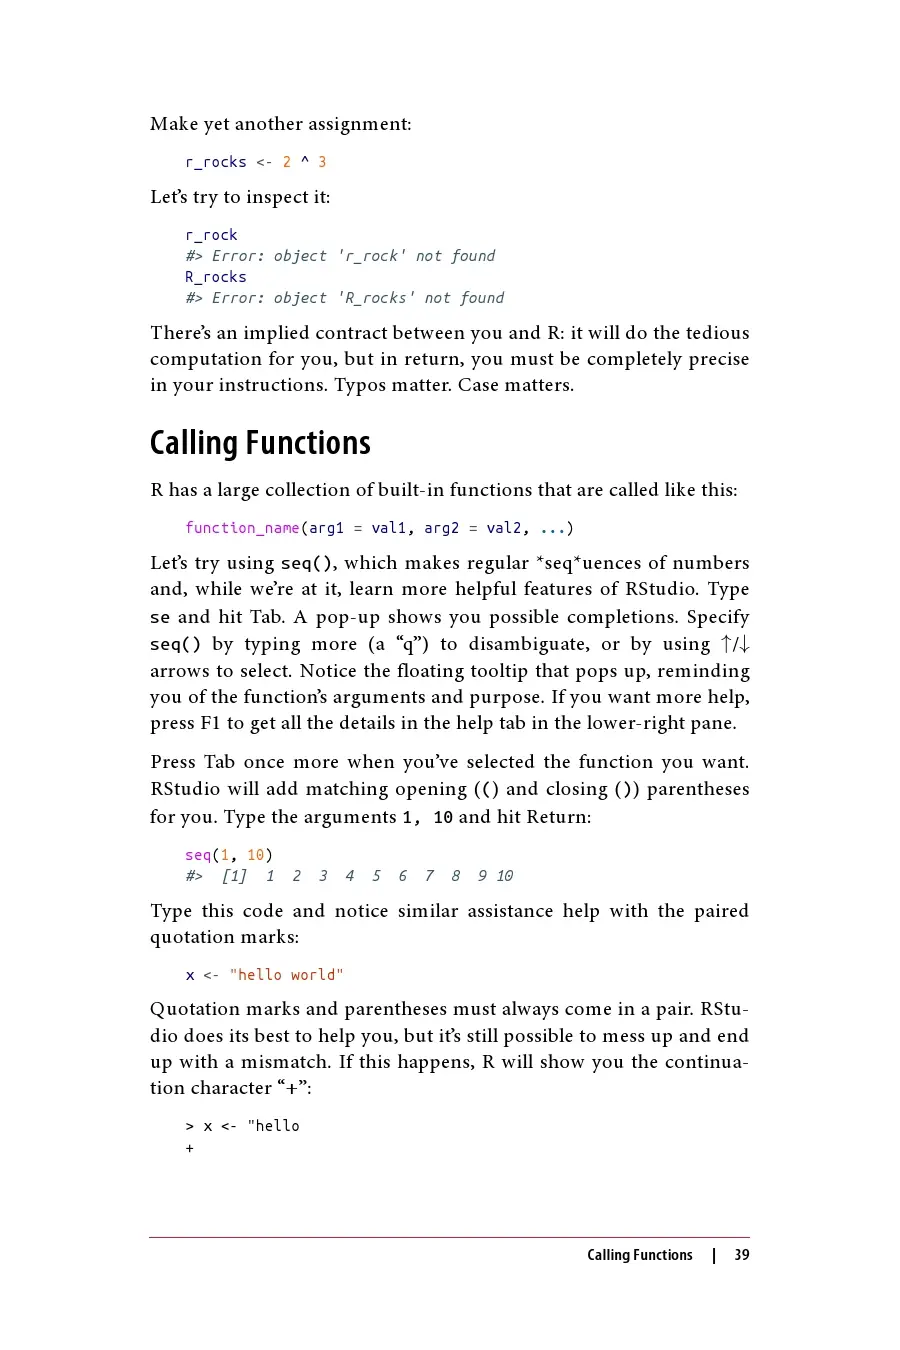 Make yet another assignment:
r_rocks <- 2 ^ 3
Let’s try to inspect it:
r_rock
#> Error: object 'r_rock' not found
R_rocks
#> Error: object 'R_rocks' not found
There’s an implied contract between you and R: it will do the tedious
computation for you, but in return, you must be completely precise
in your instructions. Typos matter. Case matters.
Calling Functions
R has a large collection of built-in functions that are called like this:
function_name(arg1 = val1, arg2 = val2, ...)
Let’s try using seq(), which makes regular *seq*uences of numbers
and, while we’re at it, learn more helpful features of RStudio. Type
se and hit Tab. A pop-up shows you possible completions. Specify
seq() by typing more (a “q”) to disambiguate, or by using ↑/↓
arrows to select. Notice the floating tooltip that pops up, reminding
you of the function’s arguments and purpose. If you want more help,
press F1 to get all the details in the help tab in the lower-right pane.
Press Tab once more when you’ve selected the function you want.
RStudio will add matching opening (() and closing ()) parentheses
for you. Type the arguments 1, 10 and hit Return:
seq(1, 10)
#>  [1]  1  2  3  4  5  6  7  8  9 10
Type this code and notice similar assistance help with the paired
quotation marks:
x <- "hello world"
Quotation marks and parentheses must always come in a pair. RStu-
dio does its best to help you, but it’s still possible to mess up and end
up with a mismatch. If this happens, R will show you the continua-
tion character “+”:
> x <- "hello
+
Calling Functions | 39